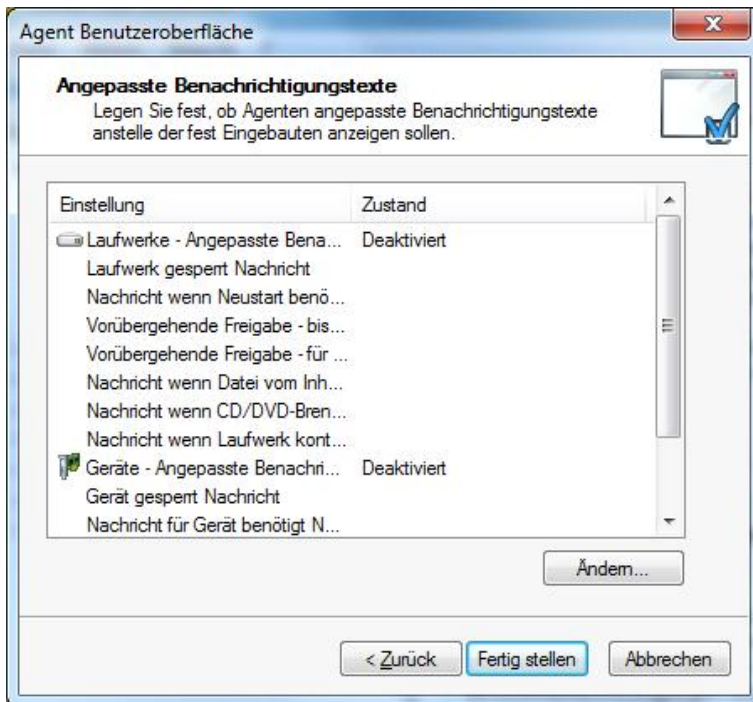 Agent Benutzeroberfläche
Angepasste Benachrichtigungstexte
Legen Sie fest, ob Agenten angepasste Benachrichtigungstexte
anstelle der fest Eingebauten anzeigen sollen.
Einstellung Zustand
Laufwerke - Angepasste Bena... Deaktiviert
Laufwerk gesperrt Nachricht
Nachricht wenn Neustart benö...
Vorübergehende Freigabe - bis...
Vorübergehende Freigabe - für ...
Nachricht wenn Datei vom Inh...
Nachricht wenn CD/DVD-Bren...
Nachricht wenn Laufwerk kont...
Geräte - Angepasste Benachri... Deaktiviert
Gerät gesperrt Nachricht
Nachricht für Gerät benötigt N...
Ändern...
< Zurück Fertig stellen Abbrechen